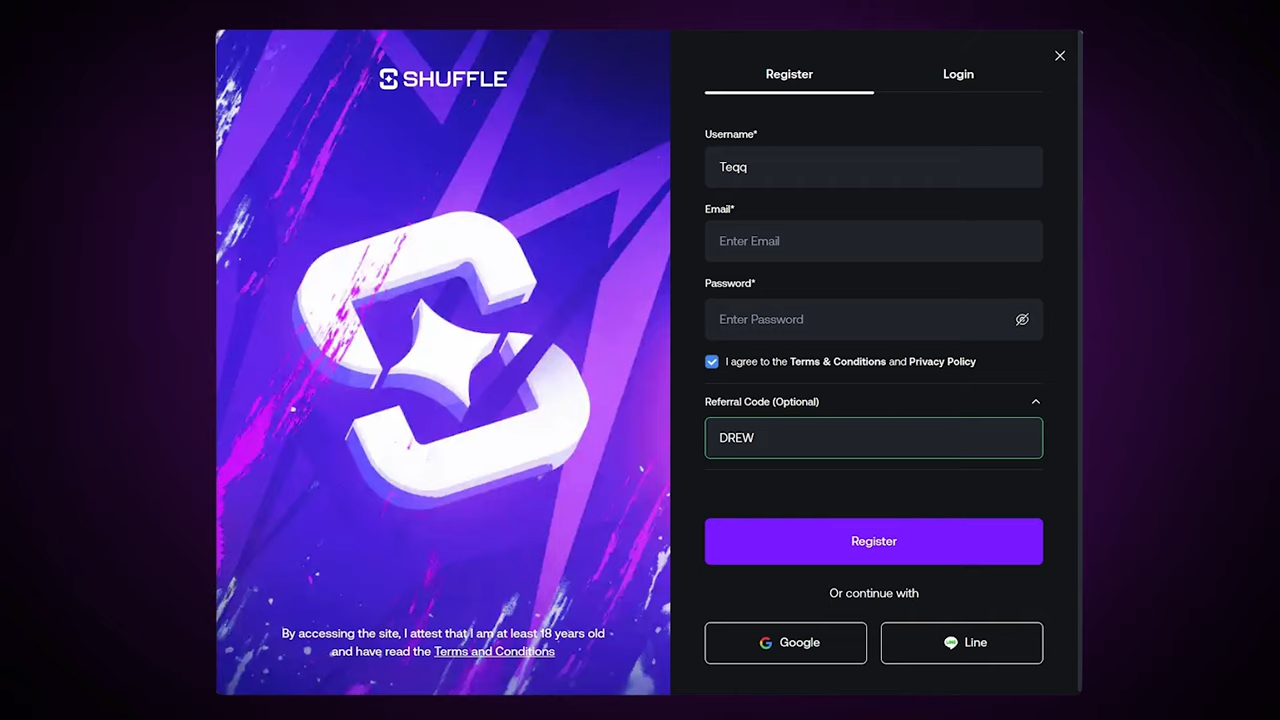 SHUFFLE
By accessing the site, I attest that I am at least 18 years old
and have read the Terms and Conditions
Register
Login
Username*
Teqq
Email*
Enter Email
Password*
Enter Password
I agree to the Terms & Conditions and Privacy Policy
Referral Code (Optional)
DREW
Register
Or continue with
Google
Line